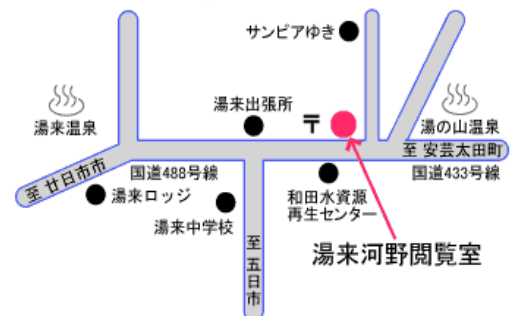 サンピアゆき
湯来温泉
湯来出張所
〒
湯の山温泉
至 安芸太田町
国道433号線
至 廿日市市
国道488号線
湯来ロッジ
湯来中学校
和田水資源
再生センター
至 五日市
湯来河野閲覧室